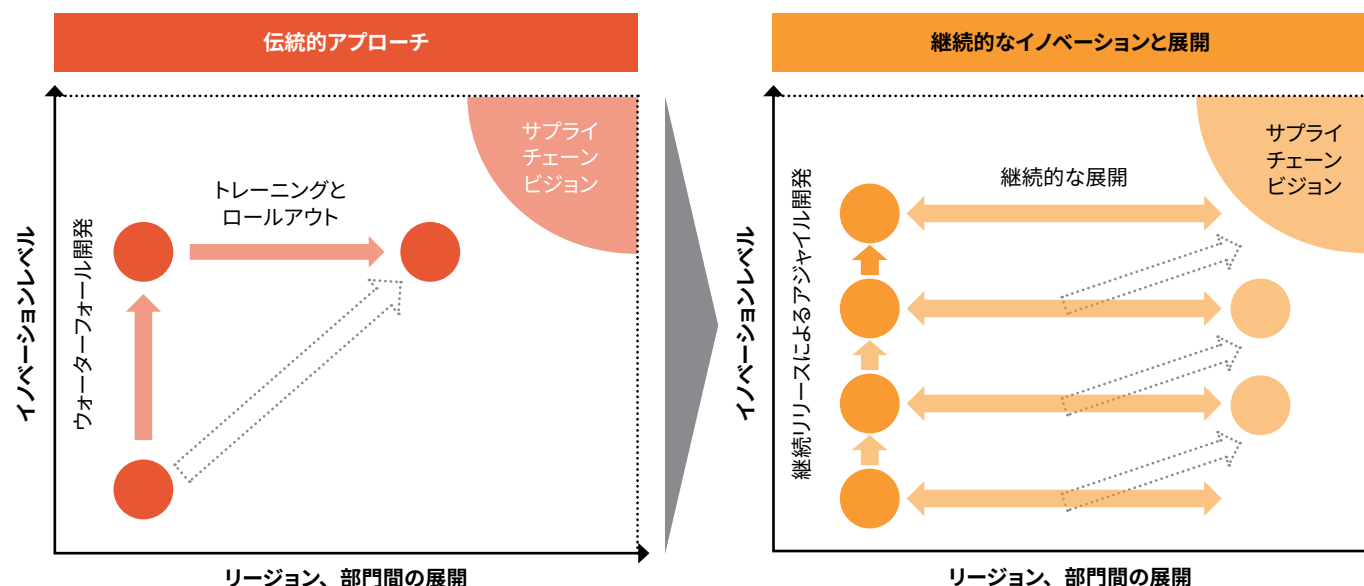 伝統的アプローチ
継続的なイノベーションと展開
イノベーションレベル
ウォーターフォール開発
トレーニングと
ロールアウト
サプライ
チェーン
ビジョン
リージョン、部門間の展開
イノベーションレベル
継続リリースによるアジャイル開発
継続的な展開
サプライ
チェーン
ビジョン
リージョン、部門間の展開